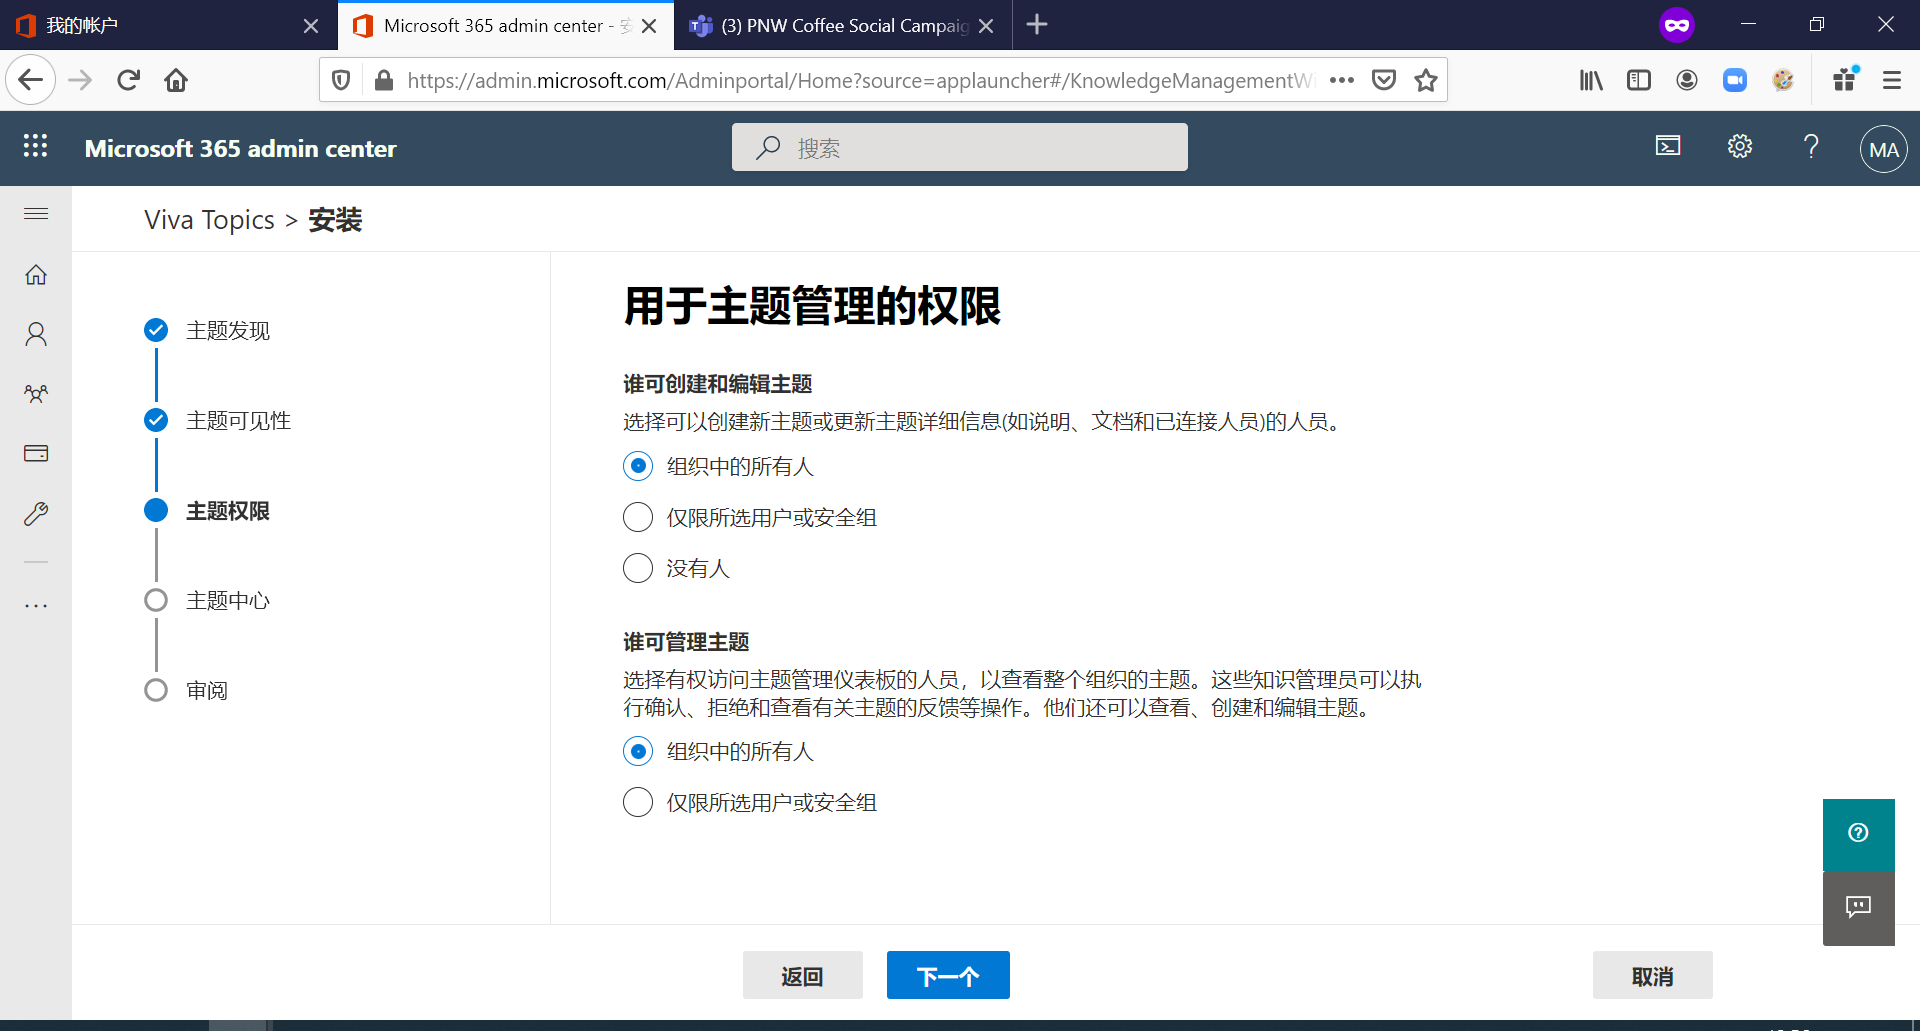 我的帐户
Microsoft 365 admin center -
(3) PNW Coffee Social Campaig
https://admin.microsoft.com/Adminportal/Home?source=applauncher#/KnowledgeManagementWi
Microsoft 365 admin center
搜索
MA
Viva Topics > 安装
主题发现
主题可见性
主题权限
主题中心
审阅
用于主题管理的权限
谁可创建和编辑主题
选择可以创建新主题或更新主题详细信息(如说明、文档和已连接人员)的人员。
组织中的所有人
仅限所选用户或安全组
没有人
谁可管理主题
选择有权访问主题管理仪表板的人员，以查看整个组织的主题。这些知识管理员可以执
行确认、拒绝和查看有关主题的反馈等操作。他们还可以查看、创建和编辑主题。
组织中的所有人
仅限所选用户或安全组
返回
下一个
取消